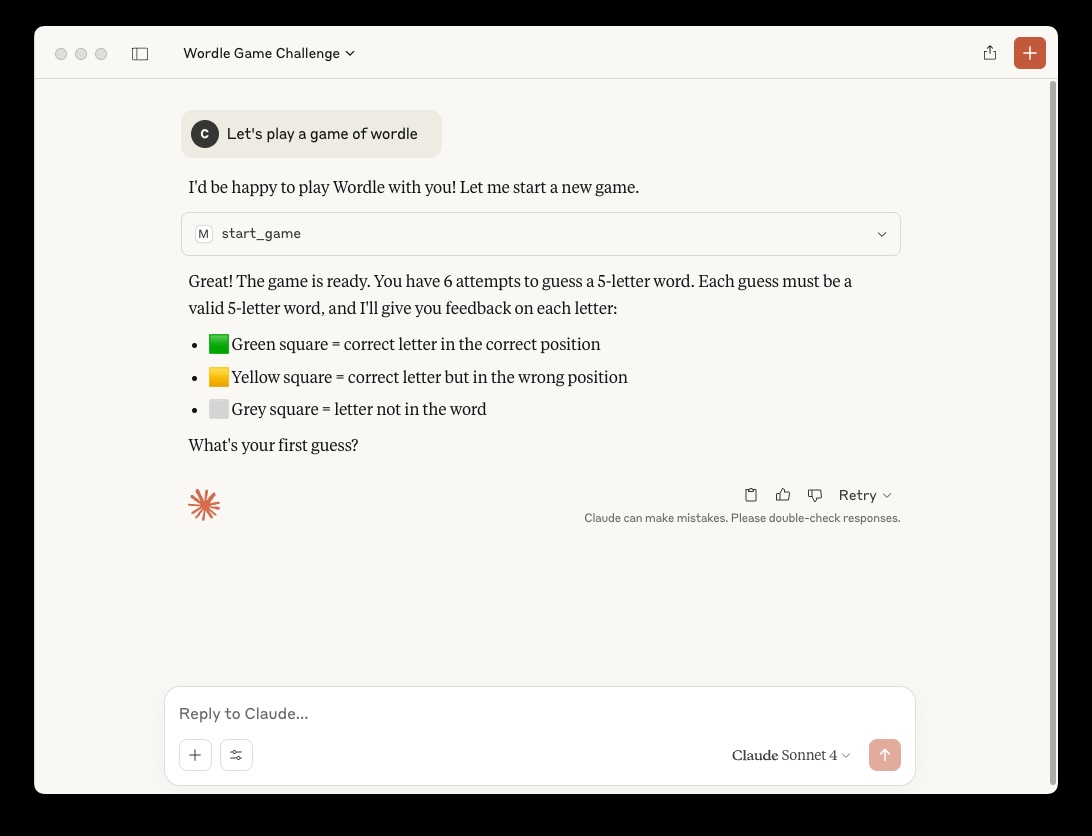 Wordle Game Challenge
C Let's play a game of wordle
I'd be happy to play Wordle with you! Let me start a new game.
M start_game
Great! The game is ready. You have 6 attempts to guess a 5-letter word. Each guess must be a
valid 5-letter word, and I'll give you feedback on each letter:
• 🟩 Green square = correct letter in the correct position
• 🟨 Yellow square = correct letter but in the wrong position
• ⬜ Grey square = letter not in the word
What's your first guess?
Retry
Claude can make mistakes. Please double-check responses.
Reply to Claude...
Claude Sonnet 4